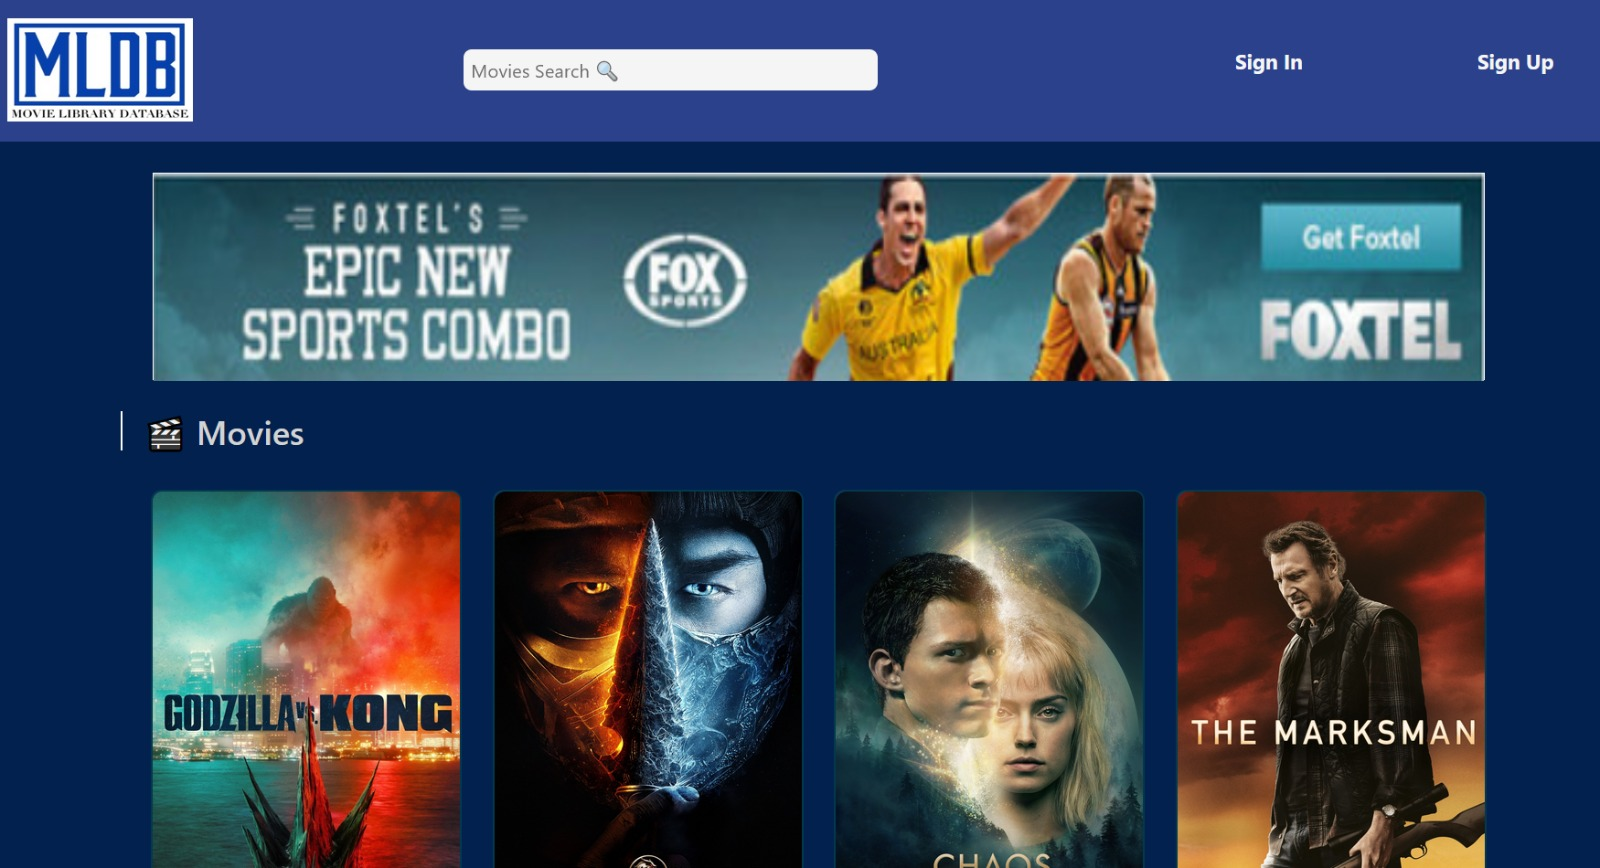 MLDB
MOVIE LIBRARY DATABASE
Movies Search 🔍
Sign In
Sign Up
FOXTEL'S
EPIC NEW
SPORTS COMBO
FOX
SPORTS
AUSTRALIA
Get Foxtel
FOXTEL
Movies
GODZILLA vs. KONG
THE MARKSMAN
CHAOS